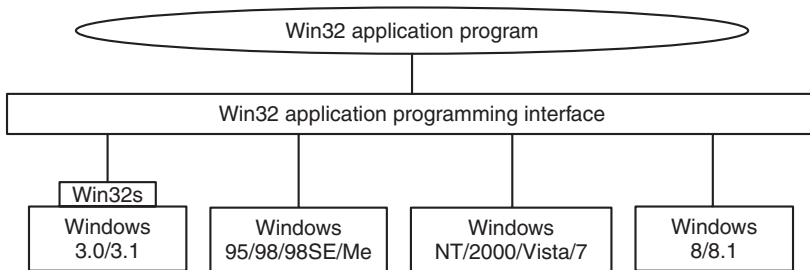 Win32 application program
Win32 application programming interface
Win32s
Windows
3.0/3.1
Windows
95/98/98SE/Me
Windows
NT/2000/Vista/7
Windows
8/8.1